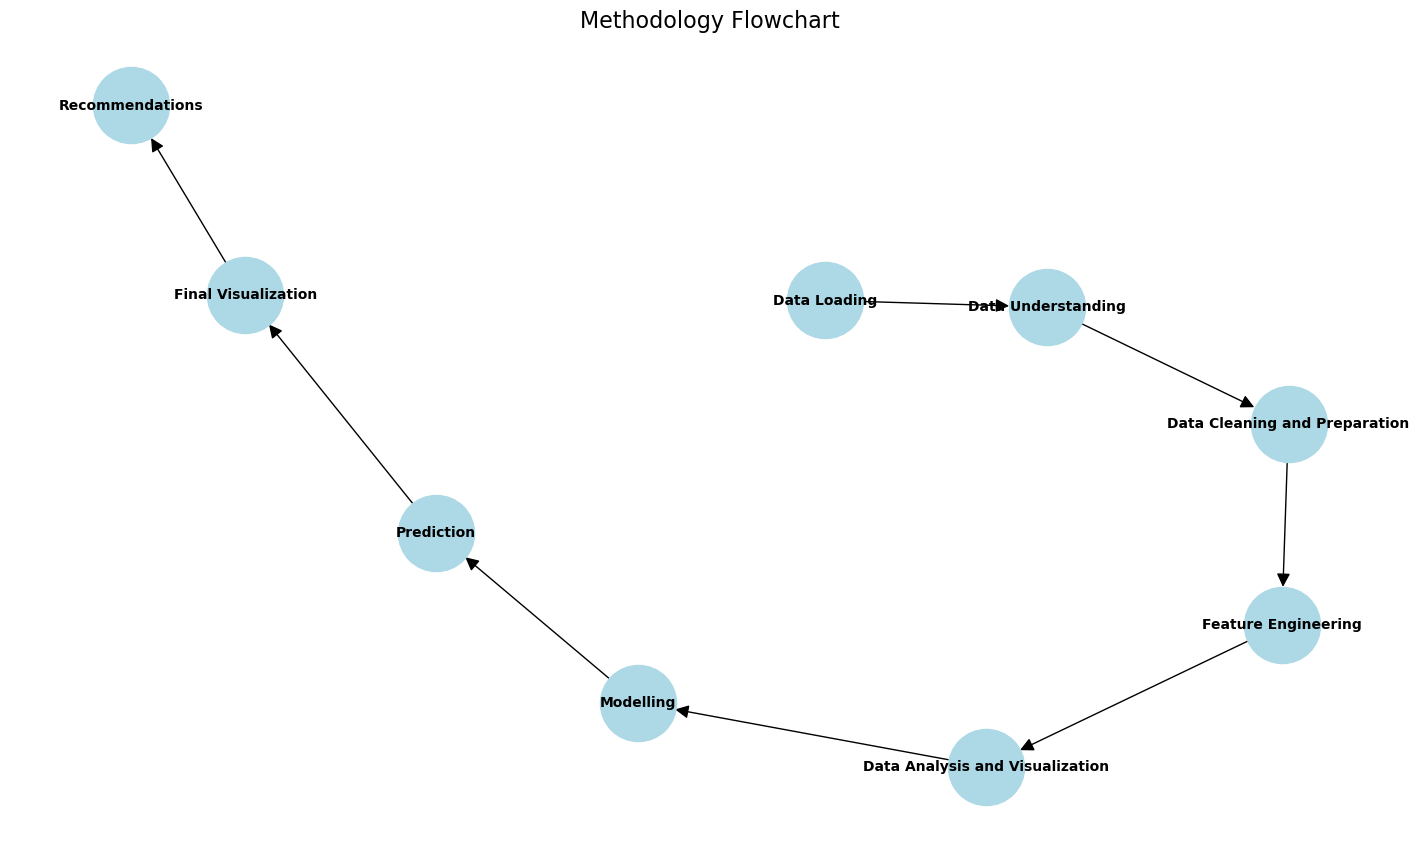 Methodology Flowchart
Recommendations
Final Visualization
Data Loading
Data Understanding
Data Cleaning and Preparation
Prediction
Feature Engineering
Modelling
Data Analysis and Visualization